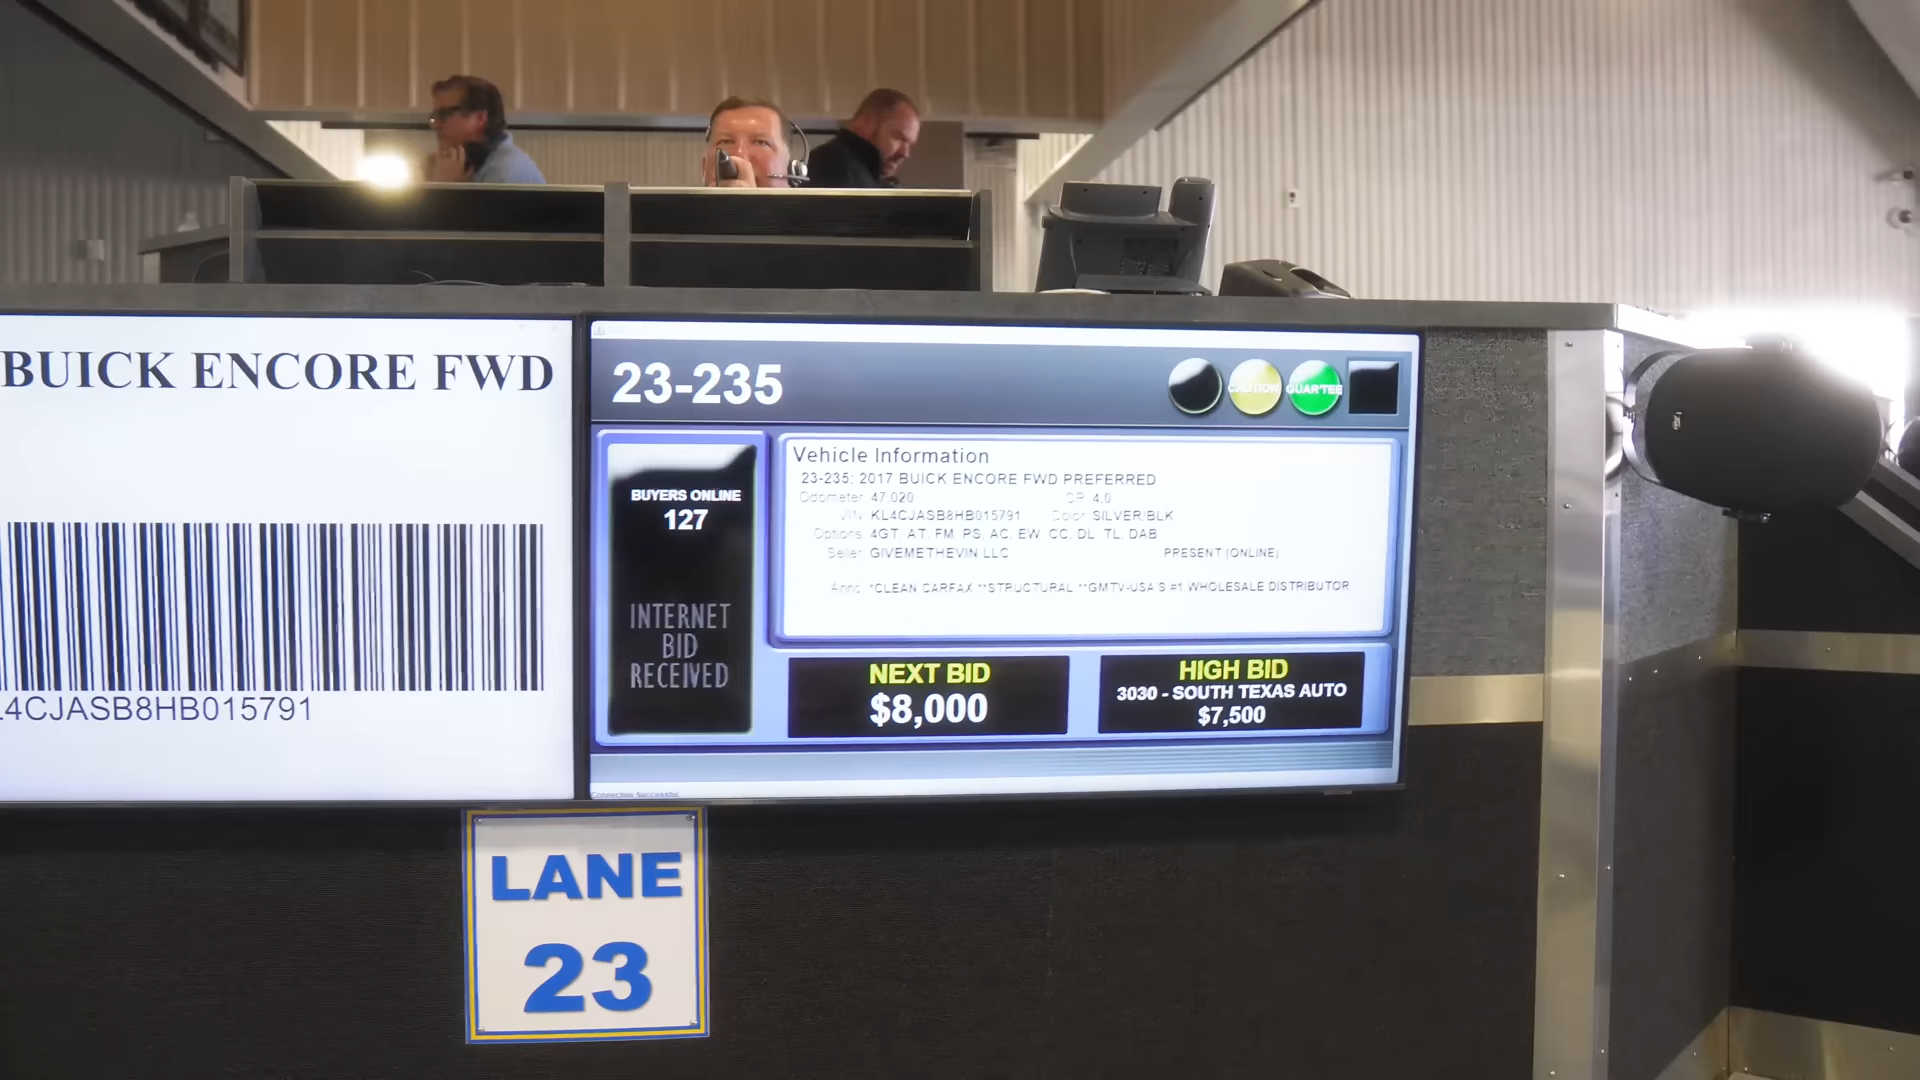 BUICK ENCORE FWD
L4CJASB8HB015791
23-235
CAUTION
GUAR'TEE
BUYERS ONLINE
127
INTERNET
BID
RECEIVED
Vehicle Information
23-235: 2017 BUICK ENCORE FWD PREFERRED
Odometer 47,020 CR 4.0
VIN KL4CJASB8HB015791 Color SILVER/BLK
Options 4GT, AT, FM, PS, AC, EW, CC, DL, TL, DAB
Seller GIVEMETHEVIN LLC PRESENT (ONLINE)
Annc *CLEAN CARFAX **STRUCTURAL **GMTV-USA'S #1 WHOLESALE DISTRIBUTOR
NEXT BID
$8,000
HIGH BID
3030 - SOUTH TEXAS AUTO
$7,500
Connection Successful
LANE
23